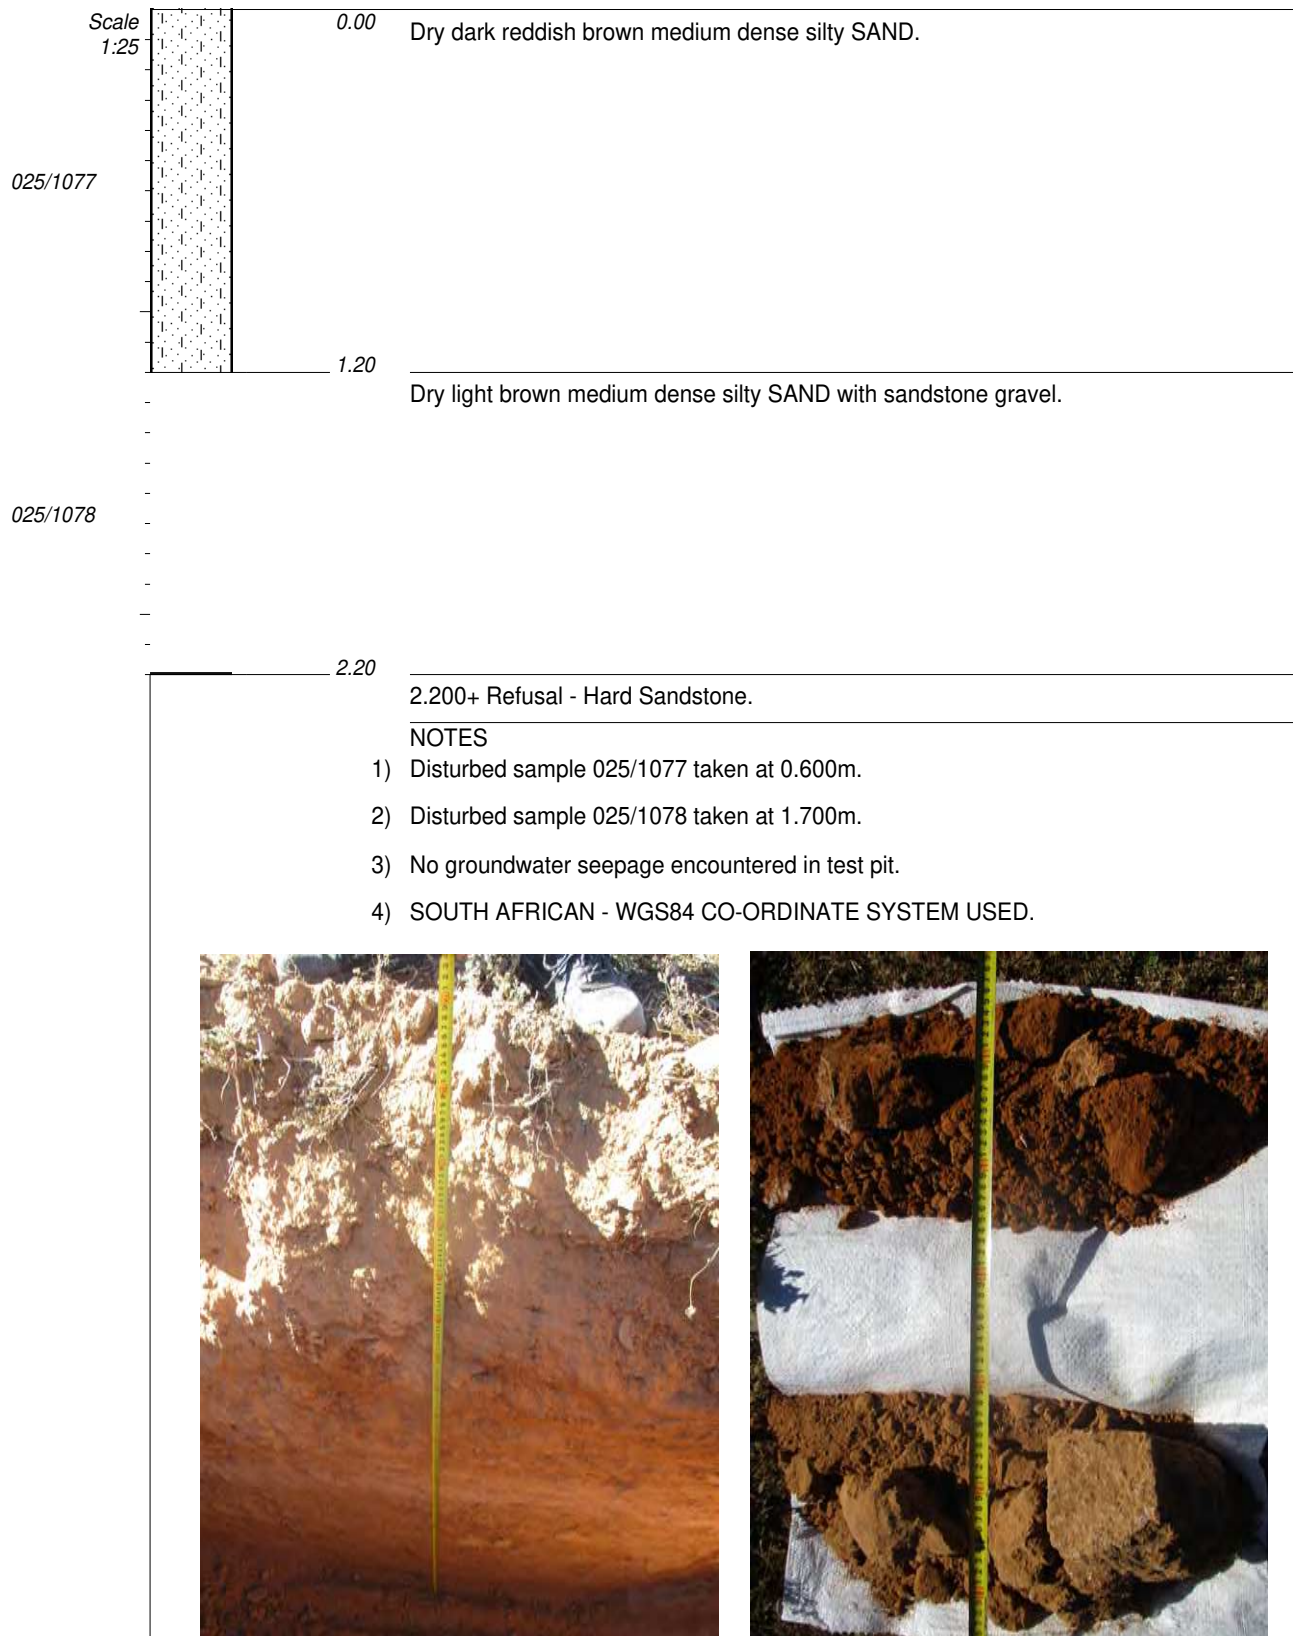 Scale
1:25
0.00
Dry dark reddish brown medium dense silty SAND.
025/1077
1.20
Dry light brown medium dense silty SAND with sandstone gravel.
025/1078
2.20
2.200+ Refusal - Hard Sandstone.
NOTES
1) Disturbed sample 025/1077 taken at 0.600m.
2) Disturbed sample 025/1078 taken at 1.700m.
3) No groundwater seepage encountered in test pit.
4) SOUTH AFRICAN - WGS84 CO-ORDINATE SYSTEM USED.